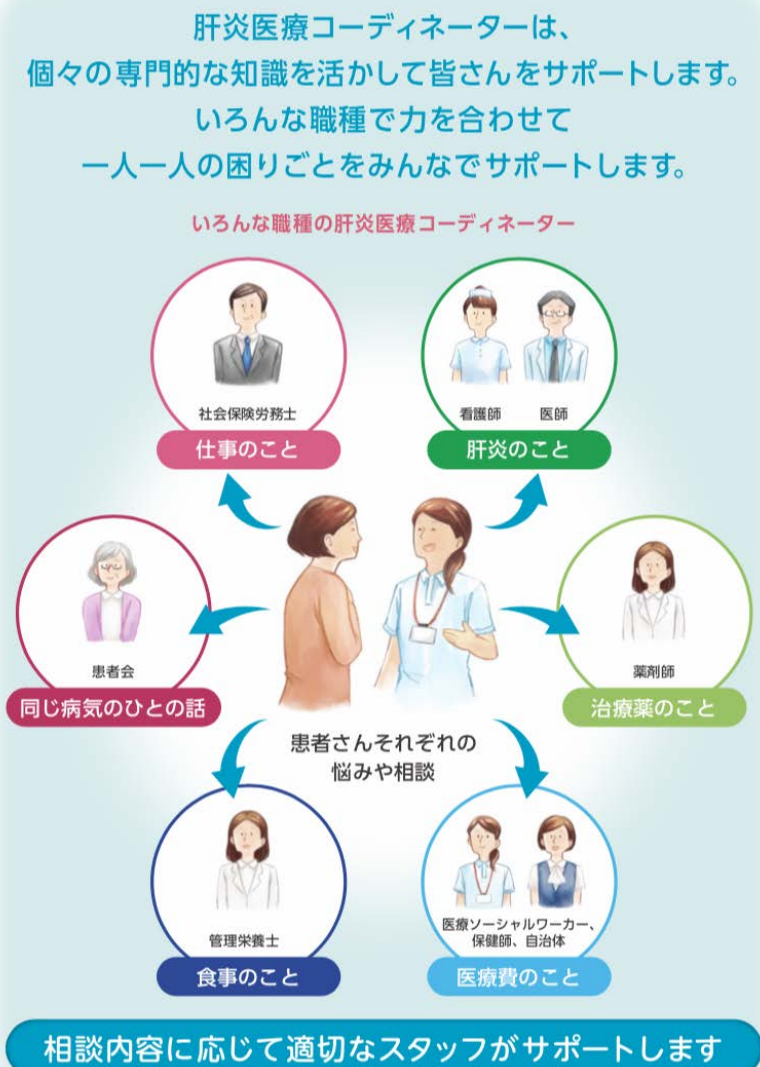 肝炎医療コーディネーターは、
個々の専門的な知識を活かして皆さんをサポートします。
いろんな職種で力を合わせて
一人一人の困りごとをみんなでサポートします。
いろんな職種の肝炎医療コーディネーター
社会保険労務士
仕事のこと
看護師 医師
肝炎のこと
患者会
同じ病気のひとの話
薬剤師
治療薬のこと
患者さんそれぞれの
悩みや相談
管理栄養士
食事のこと
医療ソーシャルワーカー、
保健師、自治体
医療費のこと
相談内容に応じて適切なスタッフがサポートします